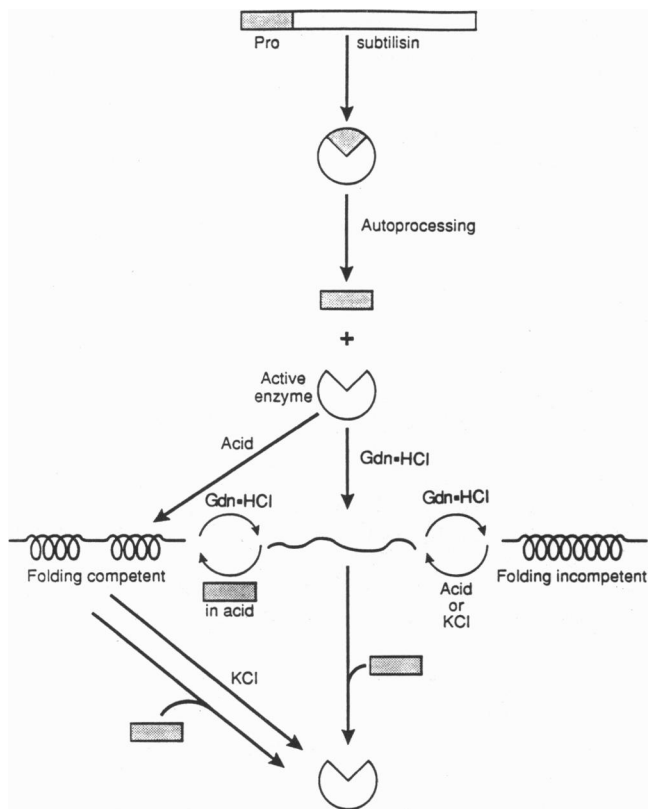 Pro
subtilisin
Autoprocessing
+
Active
enzyme
Acid
Gdn▪HCl
Gdn▪HCl
Gdn▪HCl
Folding competent
in acid
Acid
or
KCl
Folding incompetent
KCl